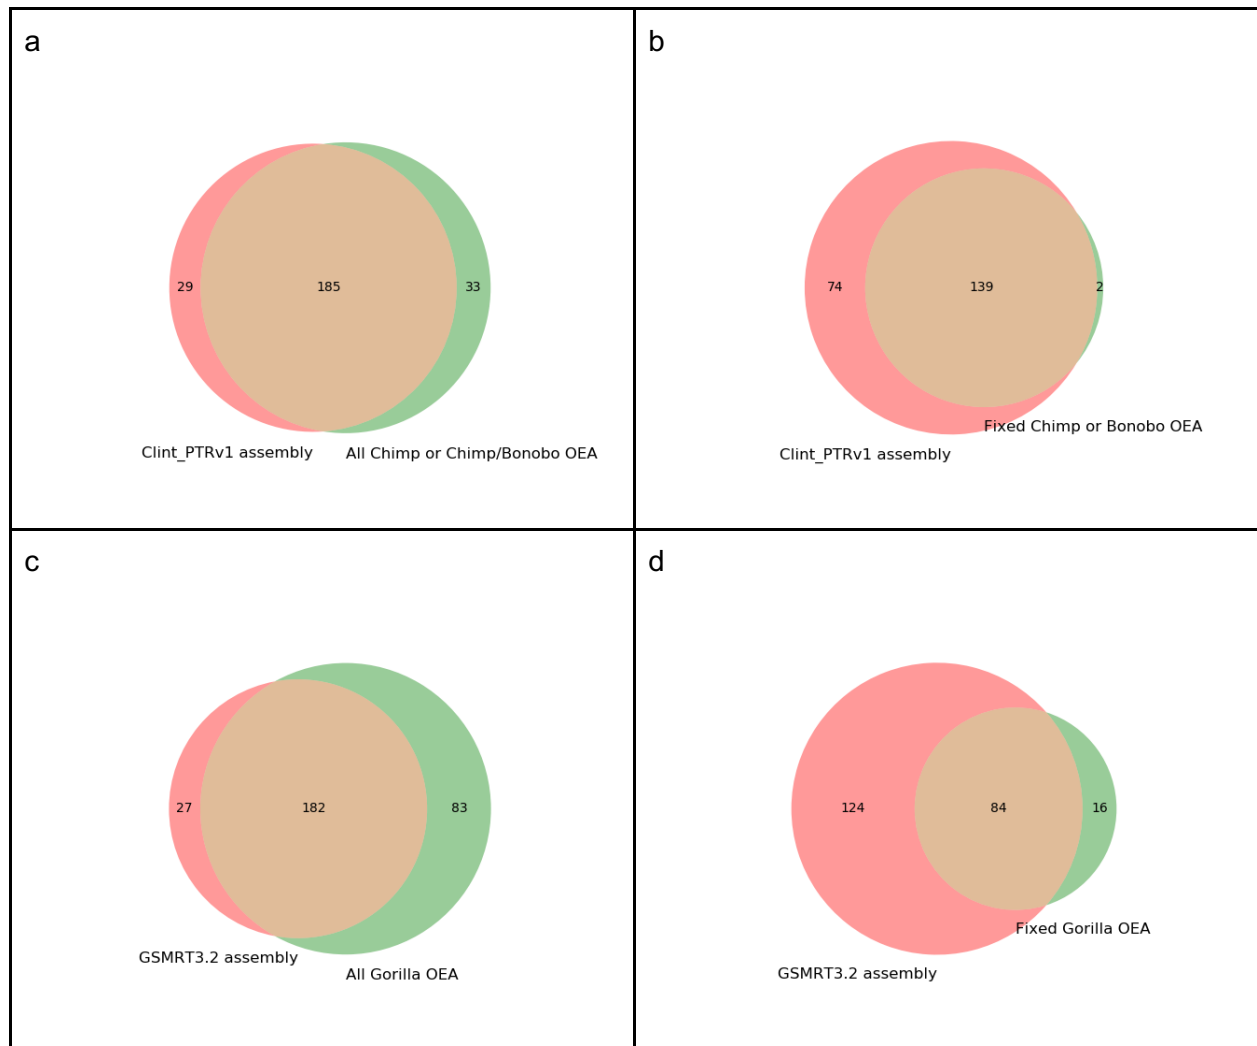 a
29
185
33
Clint_PTRv1 assembly
All Chimp or Chimp/Bonobo OEA
b
74
139
2
Fixed Chimp or Bonobo OEA
Clint_PTRv1 assembly
c
27
182
83
GSMRT3.2 assembly
All Gorilla OEA
d
124
84
16
Fixed Gorilla OEA
GSMRT3.2 assembly